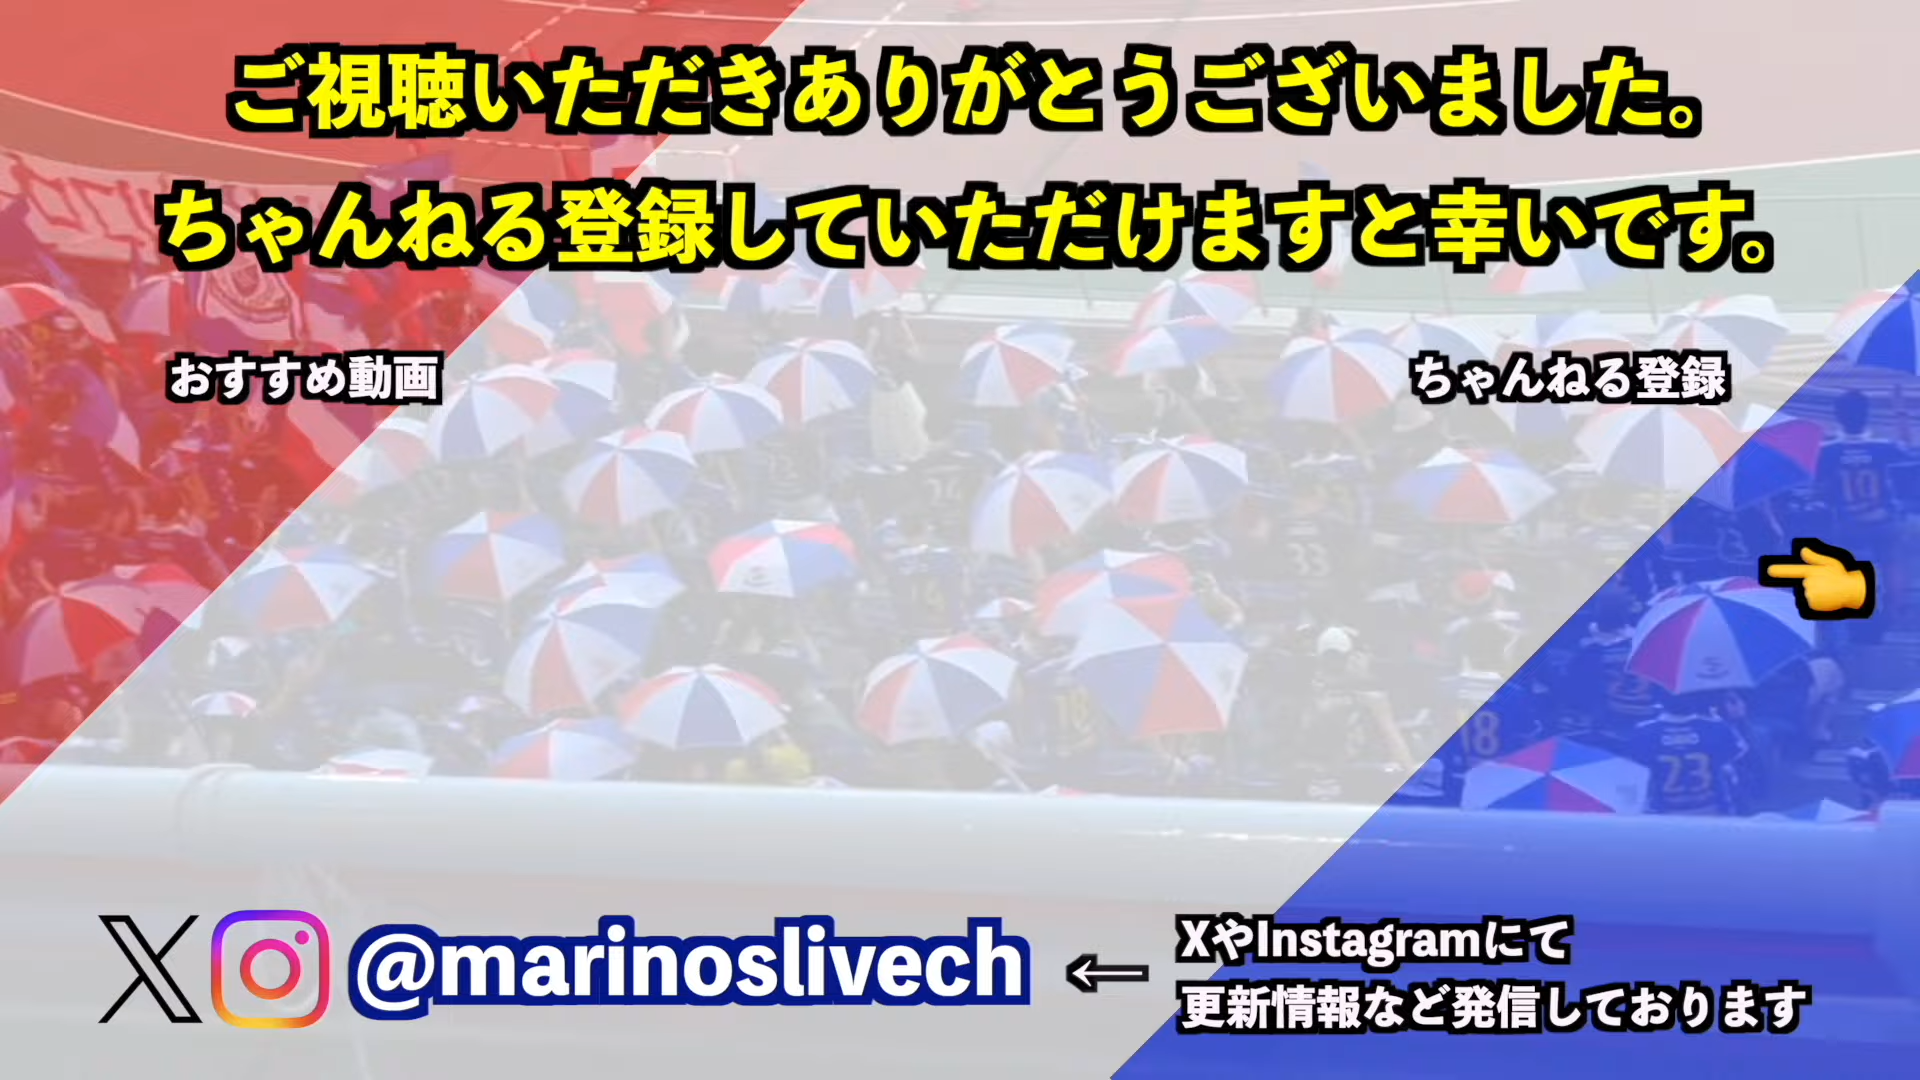 ご視聴いただきありがとうございました。
ちゃんねる登録していただけますと幸いです。
おすすめ動画
ちゃんねる登録
@marinoslivech
←
XやInstagramにて
更新情報など発信しております
33
10
18
23